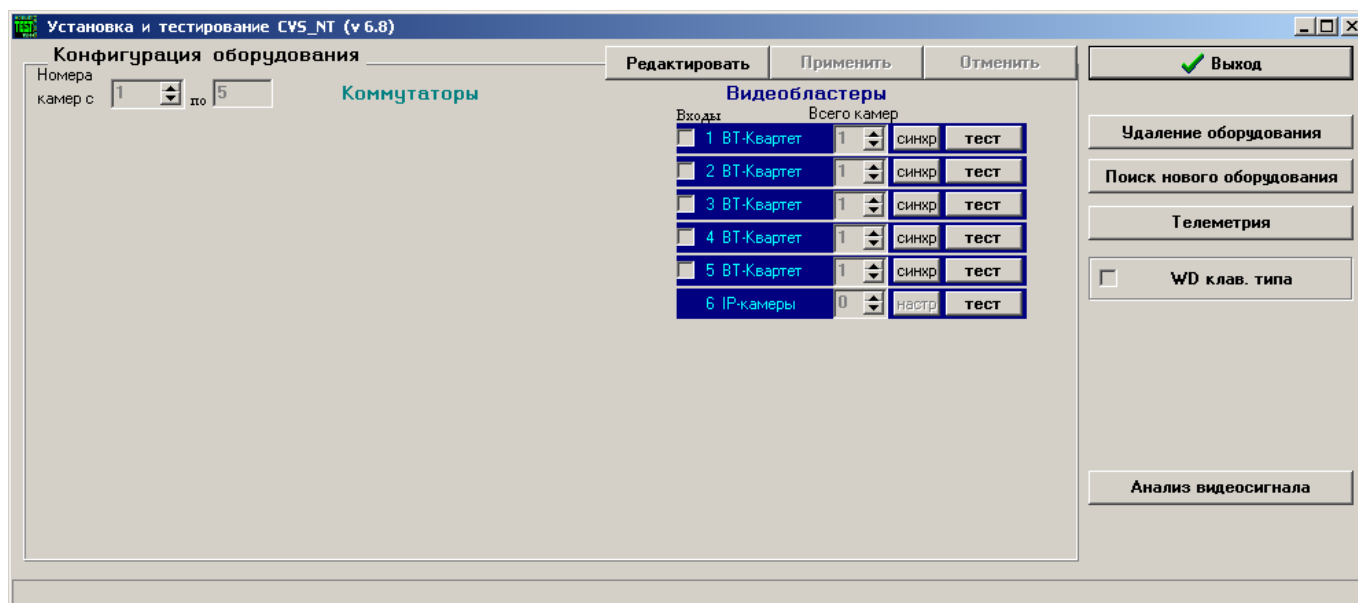 TEST Установка и тестирование CVS_NT (v 6.8)
Конфигурация оборудования
Редактировать Применить Отменить Выход
Номера
камер с 1 по 5
Коммутаторы Видеобластеры
Входы Всего камер
1 ВТ-Квартет 1 синхр тест
2 ВТ-Квартет 1 синхр тест
3 ВТ-Квартет 1 синхр тест
4 ВТ-Квартет 1 синхр тест
5 ВТ-Квартет 1 синхр тест
6 IP-камеры 0 настр тест
Удаление оборудования
Поиск нового оборудования
Телеметрия
WD клав. типа
Анализ видеосигнала